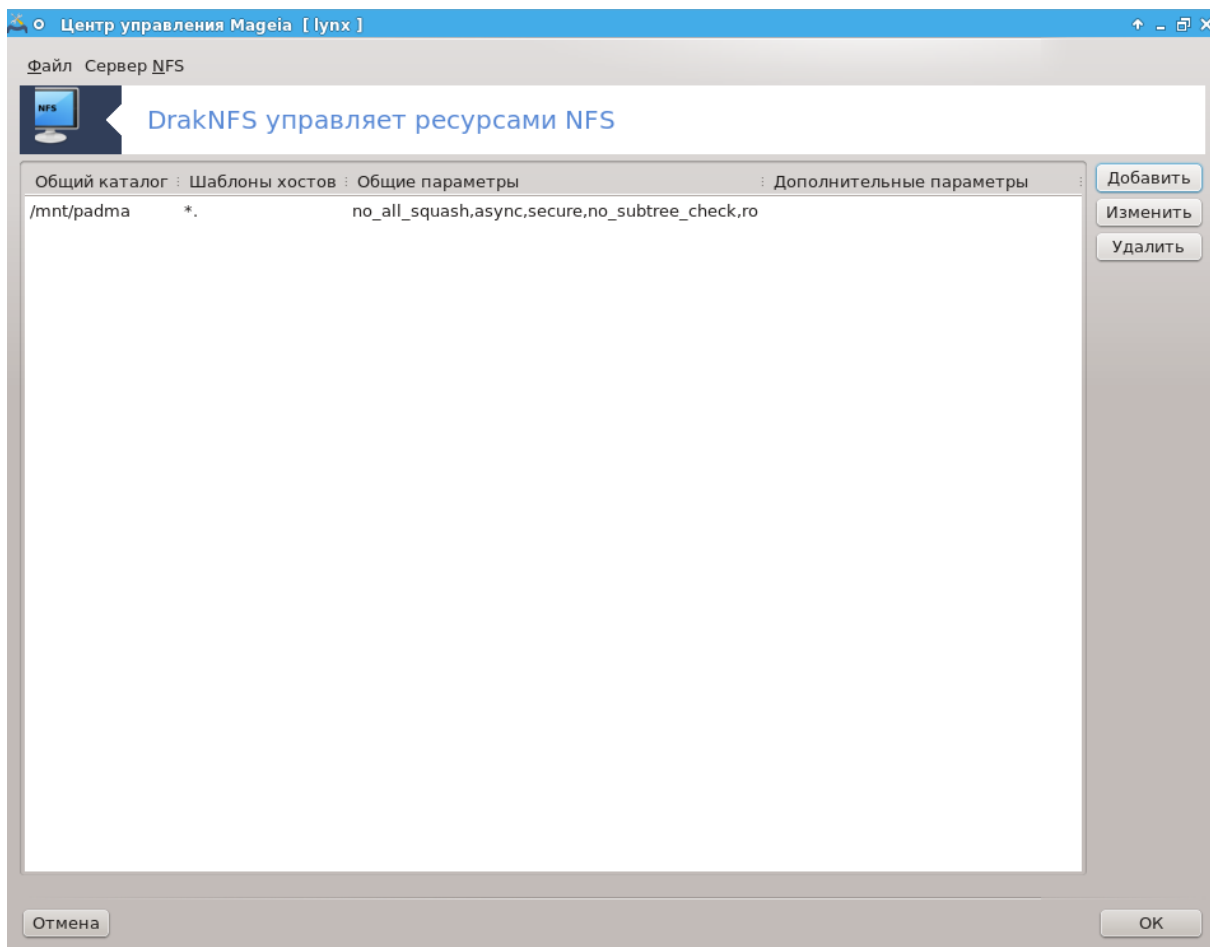 Центр управления Mageia [ lynx ]
Файл Сервер NFS
NFS
DrakNFS управляет ресурсами NFS
Общий каталог Шаблоны хостов Общие параметры Дополнительные параметры
/mnt/padma *. no_all_squash,async,secure,no_subtree_check,ro
Добавить
Изменить
Удалить
Отмена
OK